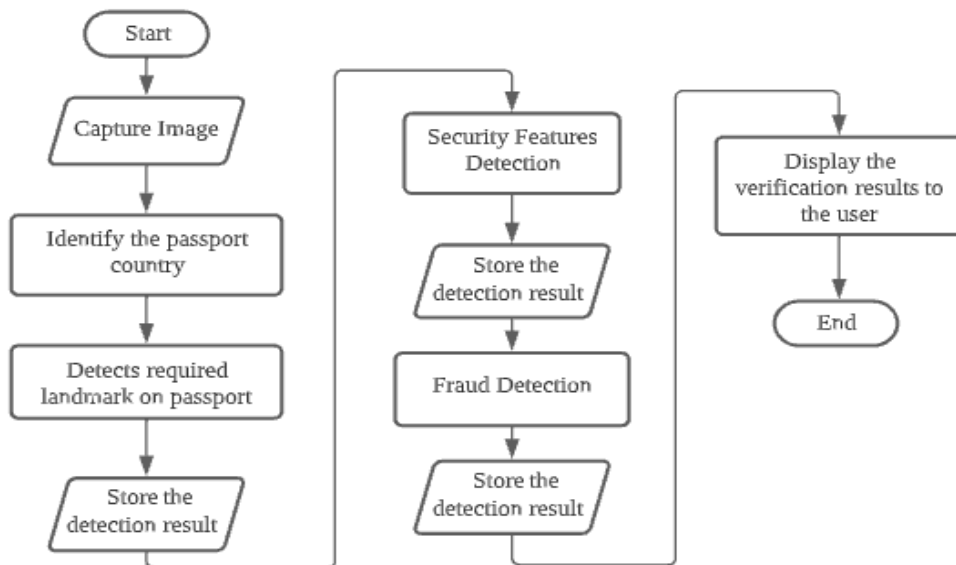 Start
Capture Image
Identify the passport
country
Detects required
landmark on passport
Store the
detection result
Security Features
Detection
Store the
detection result
Fraud Detection
Store the
detection result
Display the
verification results to
the user
End